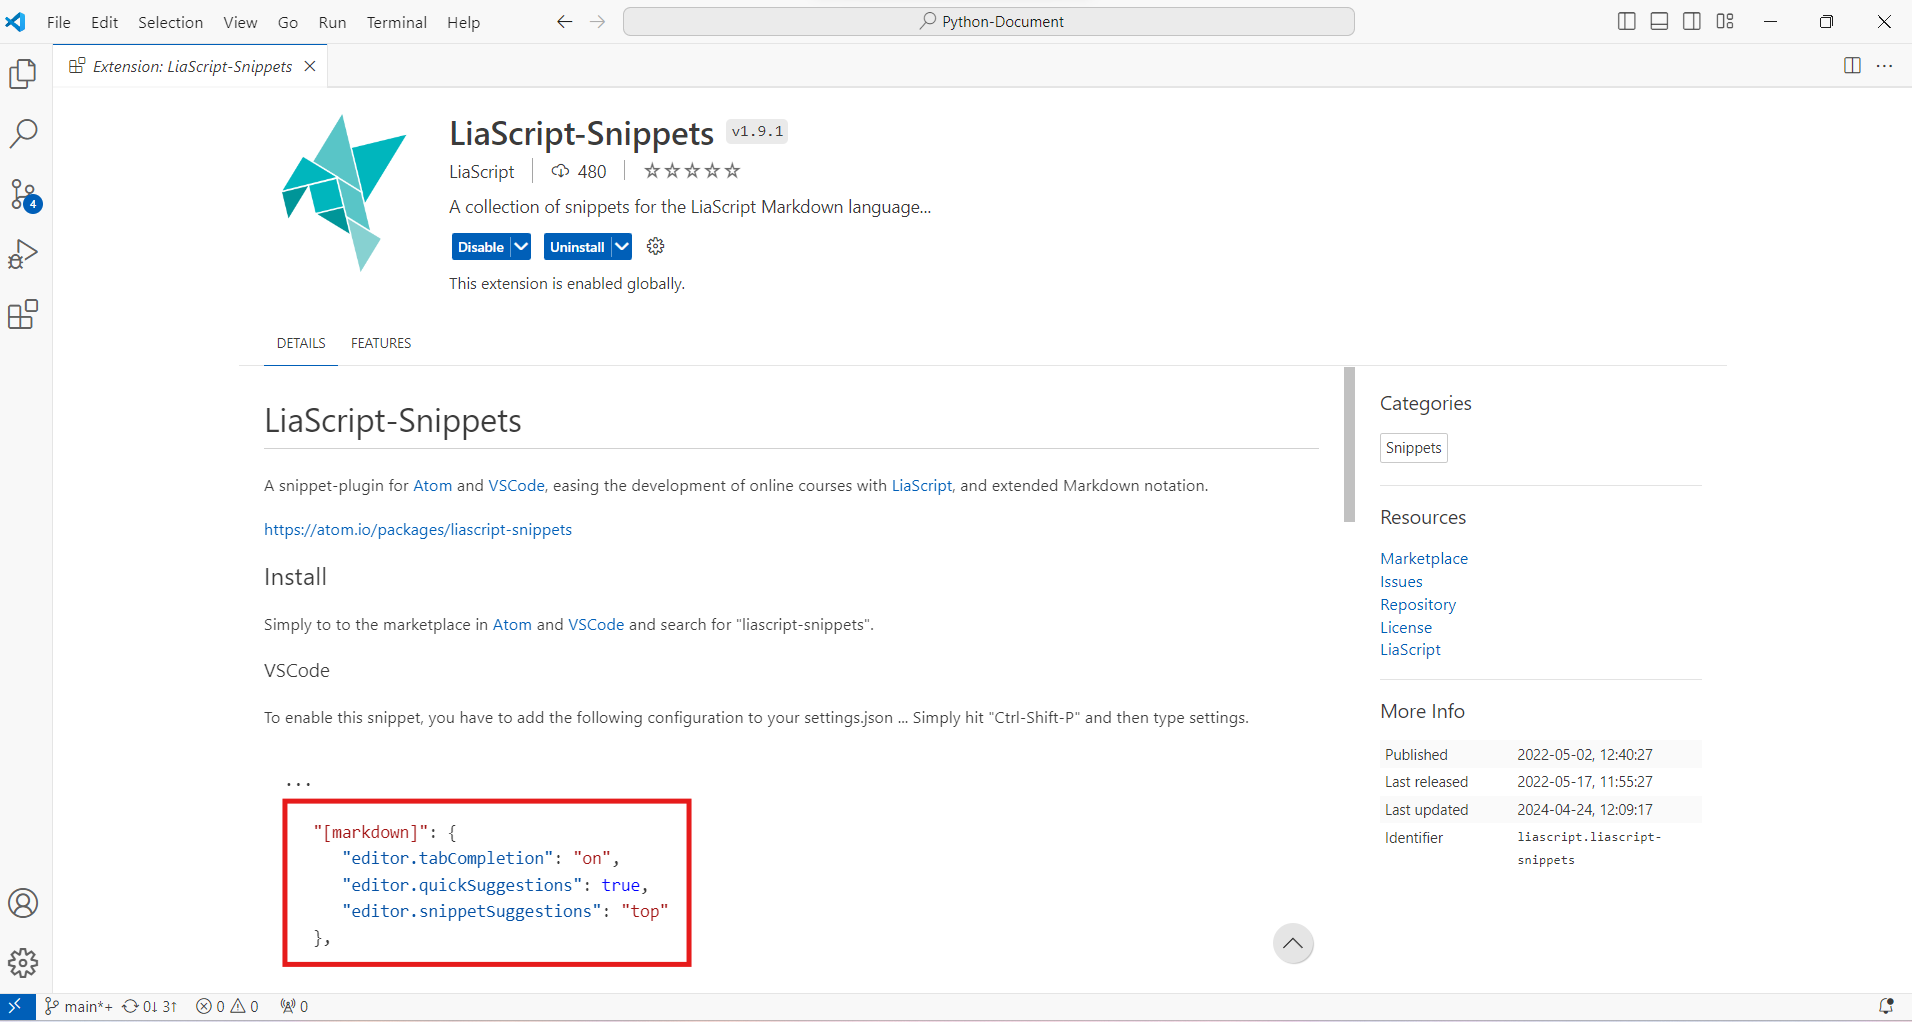 File Edit Selection View Go Run Terminal Help Python-Document
Extension: LiaScript-Snippets
LiaScript-Snippets v1.9.1
LiaScript 480
A collection of snippets for the LiaScript Markdown language...
Disable Uninstall
This extension is enabled globally.
DETAILS FEATURES
LiaScript-Snippets
A snippet-plugin for Atom and VSCode, easing the development of online courses with LiaScript, and extended Markdown notation.
https://atom.io/packages/liascript-snippets
Install
Simply to to the marketplace in Atom and VSCode and search for "liascript-snippets".
VSCode
To enable this snippet, you have to add the following configuration to your settings.json ... Simply hit "Ctrl-Shift-P" and then type settings.
...
"[markdown]": {
"editor.tabCompletion": "on",
"editor.quickSuggestions": true,
"editor.snippetSuggestions": "top"
},
Categories
Snippets
Resources
Marketplace
Issues
Repository
License
LiaScript
More Info
Published 2022-05-02, 12:40:27
Last released 2022-05-17, 11:55:27
Last updated 2024-04-24, 12:09:17
Identifier liascript.liascript-
snippets
4
main*+ 0↓ 3↑ 0 0 0